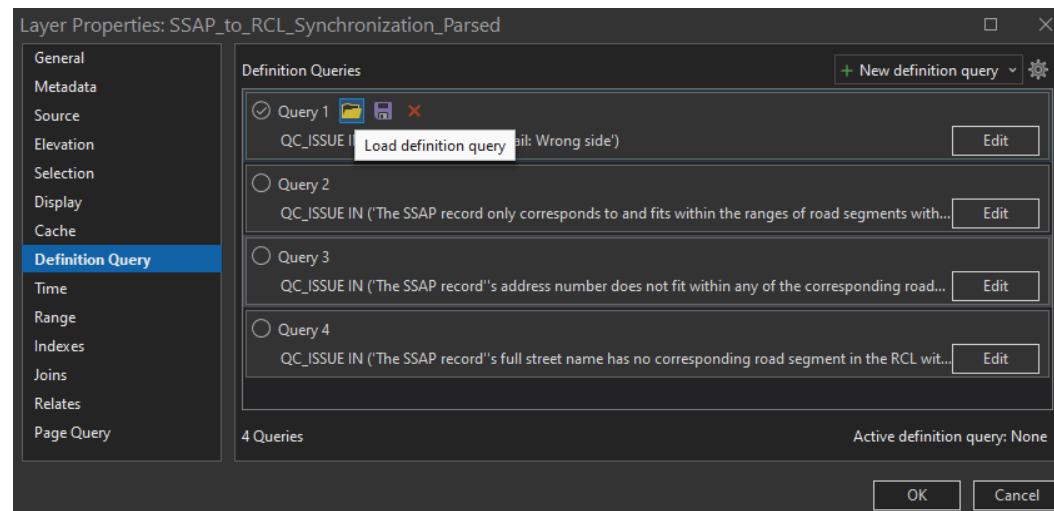 Layer Properties: SSAP_to_RCL_Synchronization_Parsed
General
Metadata
Source
Elevation
Selection
Display
Cache
Definition Query
Time
Range
Indexes
Joins
Relates
Page Query
Definition Queries
New definition query
Query 1
QC_ISSUE I ail: Wrong side')
Load definition query
Edit
Query 2
QC_ISSUE IN ('The SSAP record only corresponds to and fits within the ranges of road segments with...
Edit
Query 3
QC_ISSUE IN ('The SSAP record''s address number does not fit within any of the corresponding road...
Edit
Query 4
QC_ISSUE IN ('The SSAP record''s full street name has no corresponding road segment in the RCL wit...
Edit
4 Queries
Active definition query: None
OK
Cancel